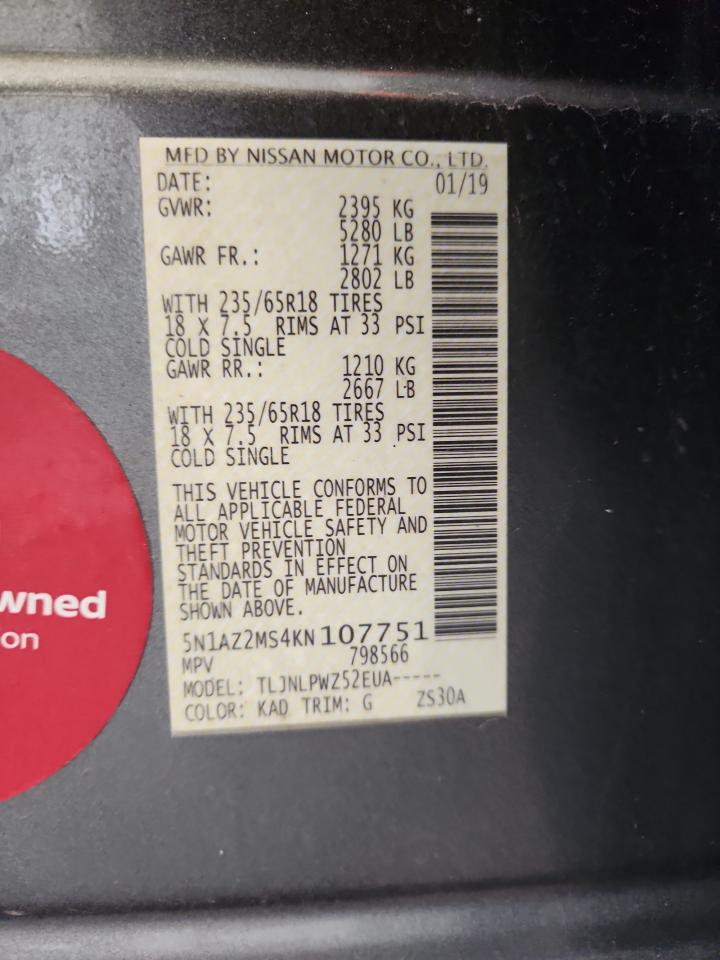 MFD BY NISSAN MOTOR CO., LTD.
DATE: 01/19
GVWR: 2395 KG
5280 LB
GAWR FR.: 1271 KG
2802 LB
WITH 235/65R18 TIRES
18 X 7.5 RIMS AT 33 PSI
COLD SINGLE
GAWR RR.: 1210 KG
2667 LB
WITH 235/65R18 TIRES
18 X 7.5 RIMS AT 33 PSI
COLD SINGLE
THIS VEHICLE CONFORMS TO
ALL APPLICABLE FEDERAL
MOTOR VEHICLE SAFETY AND
THEFT PREVENTION
STANDARDS IN EFFECT ON
THE DATE OF MANUFACTURE
SHOWN ABOVE.
5N1AZ2MS4KN107751
MPV 798566
MODEL: TLJNLPWZ52EUA-----
COLOR: KAD TRIM: G ZS30A
wned
on